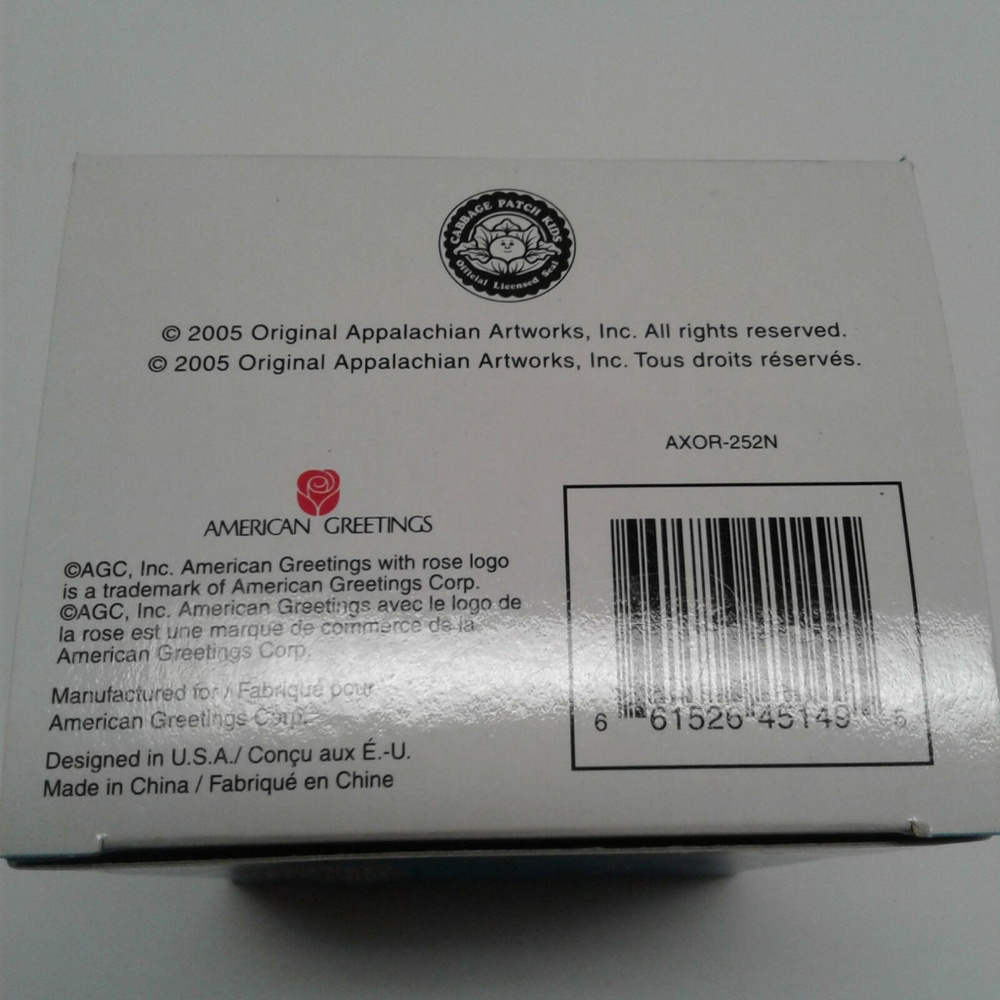 CABBAGE PATCH KIDS
Official Licensed Seal
© 2005 Original Appalachian Artworks, Inc. All rights reserved.
© 2005 Original Appalachian Artworks, Inc. Tous droits réservés.
AXOR-252N
AMERICAN GREETINGS
©AGC, Inc. American Greetings with rose logo
is a trademark of American Greetings Corp.
©AGC, Inc. American Greetings avec le logo de
la rose est une marque de commerce de la
American Greetings Corp.
Manufactured for / Fabriqué pour
American Greetings Corp.
Designed in U.S.A./ Conçu aux É.-U.
Made in China / Fabriqué en Chine
6 61526 45149 5